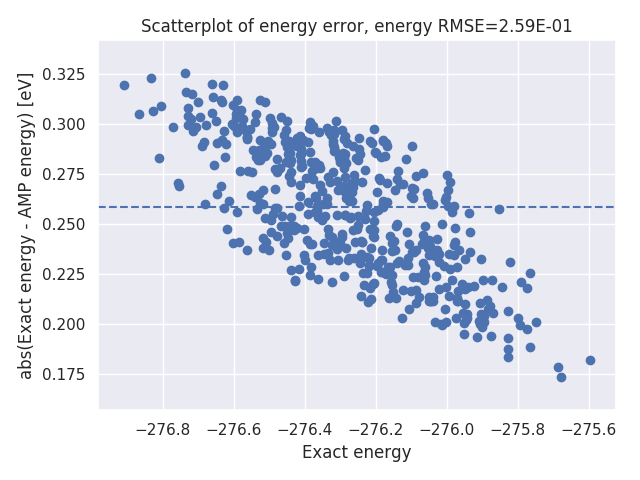 Scatterplot of energy error, energy RMSE=2.59E-01
abs(Exact energy - AMP energy) [eV]
0.325
0.300
0.275
0.250
0.225
0.200
0.175
−276.8 −276.6 −276.4 −276.2 −276.0 −275.8 −275.6
Exact energy